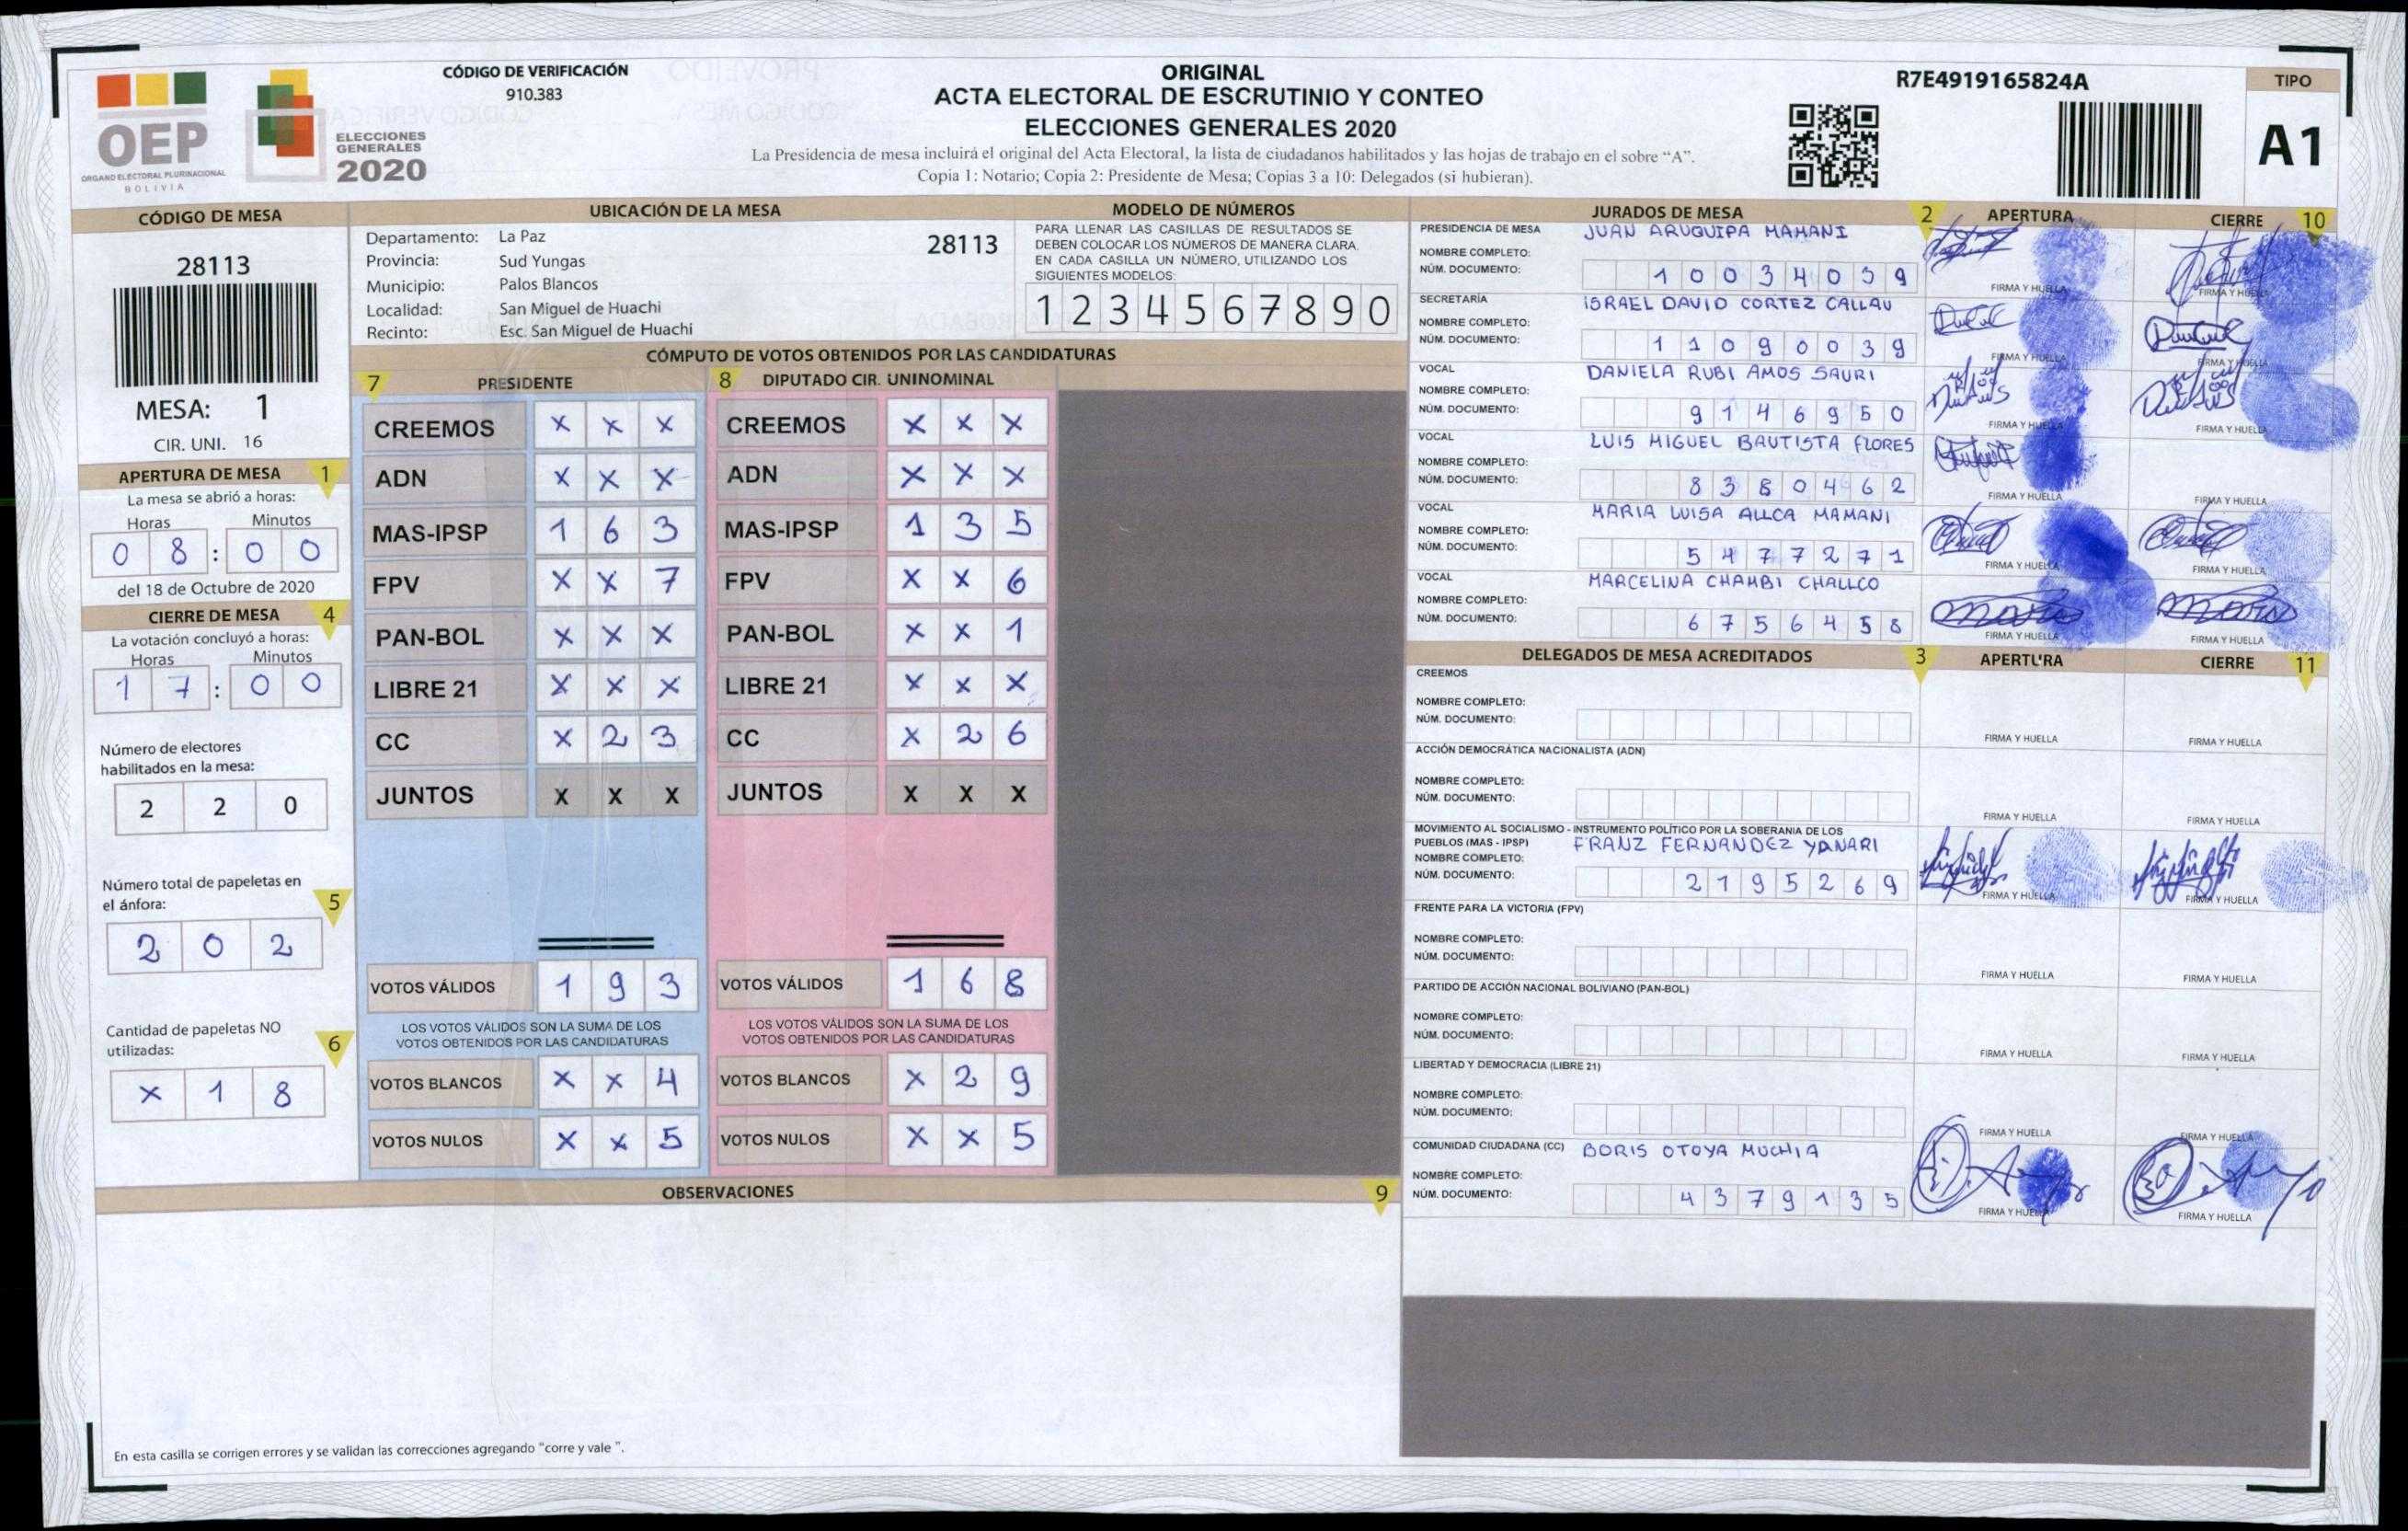 OEP
ÓRGANO ELECTORAL PLURINACIONAL
BOLIVIA
ELECCIONES
GENERALES
2020
CÓDIGO DE VERIFICACIÓN
910.383
ORIGINAL
ACTA ELECTORAL DE ESCRUTINIO Y CONTEO
ELECCIONES GENERALES 2020
La Presidencia de mesa incluirá el original del Acta Electoral, la lista de ciudadanos habilitados y las hojas de trabajo en el sobre “A”.
Copia 1: Notario; Copia 2: Presidente de Mesa; Copias 3 a 10: Delegados (si hubieran).
R7E4919165824A
TIPO
A1
CÓDIGO DE MESA
28113
MESA: 1
CIR. UNI. 16
APERTURA DE MESA 1
La mesa se abrió a horas:
Horas Minutos
0 8 : 0 0
del 18 de Octubre de 2020
CIERRE DE MESA 4
La votación concluyó a horas:
Horas Minutos
1 7 : 0 0
Número de electores
habilitados en la mesa:
2 2 0
Número total de papeletas en
el ánfora: 5
2 0 2
Cantidad de papeletas NO
utilizadas: 6
X 1 8
UBICACIÓN DE LA MESA
Departamento: La Paz 28113
Provincia: Sud Yungas
Municipio: Palos Blancos
Localidad: San Miguel de Huachi
Recinto: Esc. San Miguel de Huachi
MODELO DE NÚMEROS
PARA LLENAR LAS CASILLAS DE RESULTADOS SE
DEBEN COLOCAR LOS NÚMEROS DE MANERA CLARA.
EN CADA CASILLA UN NÚMERO, UTILIZANDO LOS
SIGUIENTES MODELOS:
1 2 3 4 5 6 7 8 9 0
CÓMPUTO DE VOTOS OBTENIDOS POR LAS CANDIDATURAS
7 PRESIDENTE
CREEMOS X X X
ADN X X X
MAS-IPSP 1 6 3
FPV X X 7
PAN-BOL X X X
LIBRE 21 X X X
CC X 2 3
JUNTOS X X X
VOTOS VÁLIDOS 1 9 3
LOS VOTOS VÁLIDOS SON LA SUMA DE LOS
VOTOS OBTENIDOS POR LAS CANDIDATURAS
VOTOS BLANCOS X X 4
VOTOS NULOS X X 5
8 DIPUTADO CIR. UNINOMINAL
CREEMOS X X X
ADN X X X
MAS-IPSP 1 3 5
FPV X X 6
PAN-BOL X X 1
LIBRE 21 X X X
CC X 2 6
JUNTOS X X X
VOTOS VÁLIDOS 1 6 8
LOS VOTOS VÁLIDOS SON LA SUMA DE LOS
VOTOS OBTENIDOS POR LAS CANDIDATURAS
VOTOS BLANCOS X 2 9
VOTOS NULOS X X 5
OBSERVACIONES 9
En esta casilla se corrigen errores y se validan las correcciones agregando "corre y vale ".
JURADOS DE MESA 2 APERTURA CIERRE 10
PRESIDENCIA DE MESA JUAN ARUQUIPA MAMANI
NOMBRE COMPLETO:
NÚM. DOCUMENTO: 1 0 0 3 4 0 3 9
FIRMA Y HUELLA FIRMA Y HUELLA
SECRETARÍA ISRAEL DAVID CORTEZ CALLAU
NOMBRE COMPLETO:
NÚM. DOCUMENTO: 1 1 0 9 0 0 3 9
FIRMA Y HUELLA FIRMA Y HUELLA
VOCAL DANIELA RUBI AMOS SAURI
NOMBRE COMPLETO:
NÚM. DOCUMENTO: 9 1 4 6 9 5 0
FIRMA Y HUELLA FIRMA Y HUELLA
VOCAL LUIS MIGUEL BAUTISTA FLORES
NOMBRE COMPLETO:
NÚM. DOCUMENTO: 8 3 8 0 4 6 2
FIRMA Y HUELLA FIRMA Y HUELLA
VOCAL MARIA LUISA ALLCA MAMANI
NOMBRE COMPLETO:
NÚM. DOCUMENTO: 5 4 7 7 2 7 1
FIRMA Y HUELLA FIRMA Y HUELLA
VOCAL MARCELINA CHAMBI CHALLCO
NOMBRE COMPLETO:
NÚM. DOCUMENTO: 6 7 5 6 4 5 8
FIRMA Y HUELLA FIRMA Y HUELLA
DELEGADOS DE MESA ACREDITADOS 3 APERTURA CIERRE 11
CREEMOS
NOMBRE COMPLETO:
NÚM. DOCUMENTO:
FIRMA Y HUELLA FIRMA Y HUELLA
ACCIÓN DEMOCRÁTICA NACIONALISTA (ADN)
NOMBRE COMPLETO:
NÚM. DOCUMENTO:
FIRMA Y HUELLA FIRMA Y HUELLA
MOVIMIENTO AL SOCIALISMO - INSTRUMENTO POLÍTICO POR LA SOBERANIA DE LOS
PUEBLOS (MAS - IPSP) FRANZ FERNANDEZ YANARI
NOMBRE COMPLETO:
NÚM. DOCUMENTO: 2 1 9 5 2 6 9
FIRMA Y HUELLA FIRMA Y HUELLA
FRENTE PARA LA VICTORIA (FPV)
NOMBRE COMPLETO:
NÚM. DOCUMENTO:
FIRMA Y HUELLA FIRMA Y HUELLA
PARTIDO DE ACCIÓN NACIONAL BOLIVIANO (PAN-BOL)
NOMBRE COMPLETO:
NÚM. DOCUMENTO:
FIRMA Y HUELLA FIRMA Y HUELLA
LIBERTAD Y DEMOCRACIA (LIBRE 21)
NOMBRE COMPLETO:
NÚM. DOCUMENTO:
FIRMA Y HUELLA FIRMA Y HUELLA
COMUNIDAD CIUDADANA (CC) BORIS OTOYA MUCHIA
NOMBRE COMPLETO:
NÚM. DOCUMENTO: 4 3 7 9 1 3 5
FIRMA Y HUELLA FIRMA Y HUELLA